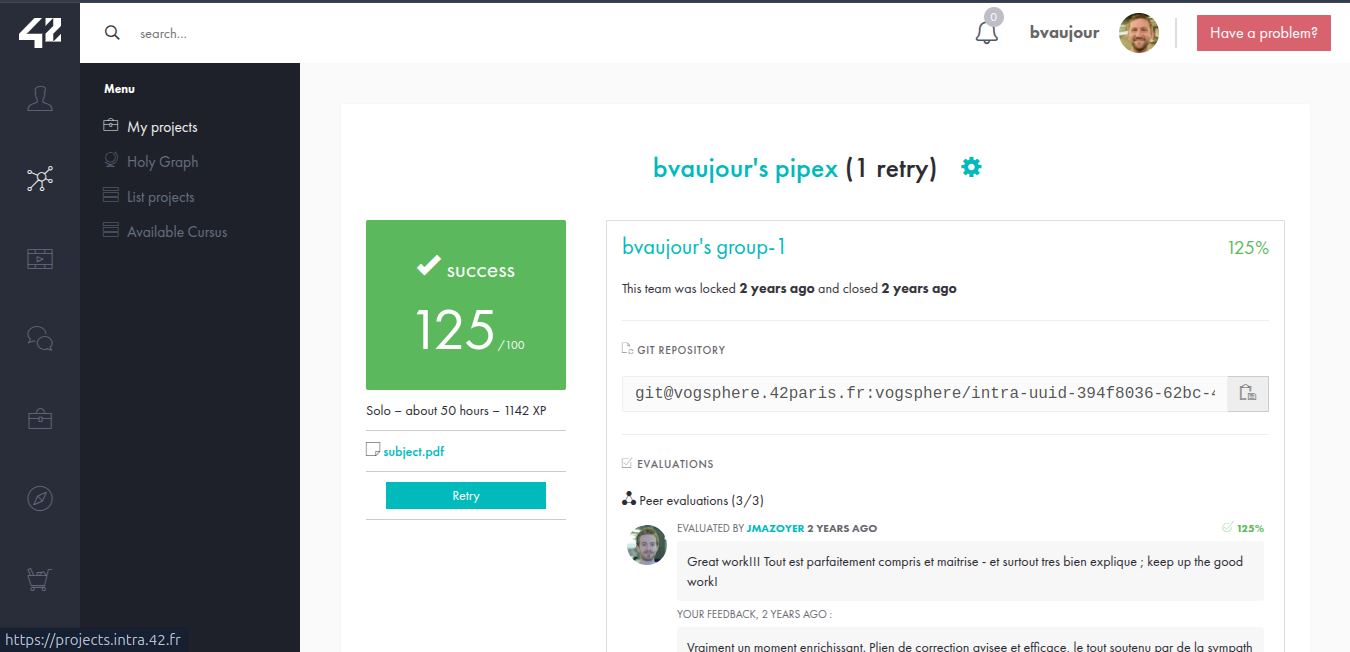 42
search...
0
bvaujour
Have a problem?
Menu
My projects
Holy Graph
List projects
Available Cursus
bvaujour's pipex (1 retry)
success
125 /100
Solo – about 50 hours – 1142 XP
subject.pdf
Retry
bvaujour's group-1
125%
This team was locked 2 years ago and closed 2 years ago
GIT REPOSITORY
git@vogsphere.42paris.fr:vogsphere/intra-uuid-394f8036-62bc-4
EVALUATIONS
Peer evaluations (3/3)
EVALUATED BY JMAZOYER 2 YEARS AGO
125%
Great work!!! Tout est parfaitement compris et maitrise - et surtout tres bien explique ; keep up the good
work!
YOUR FEEDBACK, 2 YEARS AGO :
Vraiment un moment enrichissant. Plien de correction avisee et efficace, le tout soutenu par de la sympath
https://projects.intra.42.fr